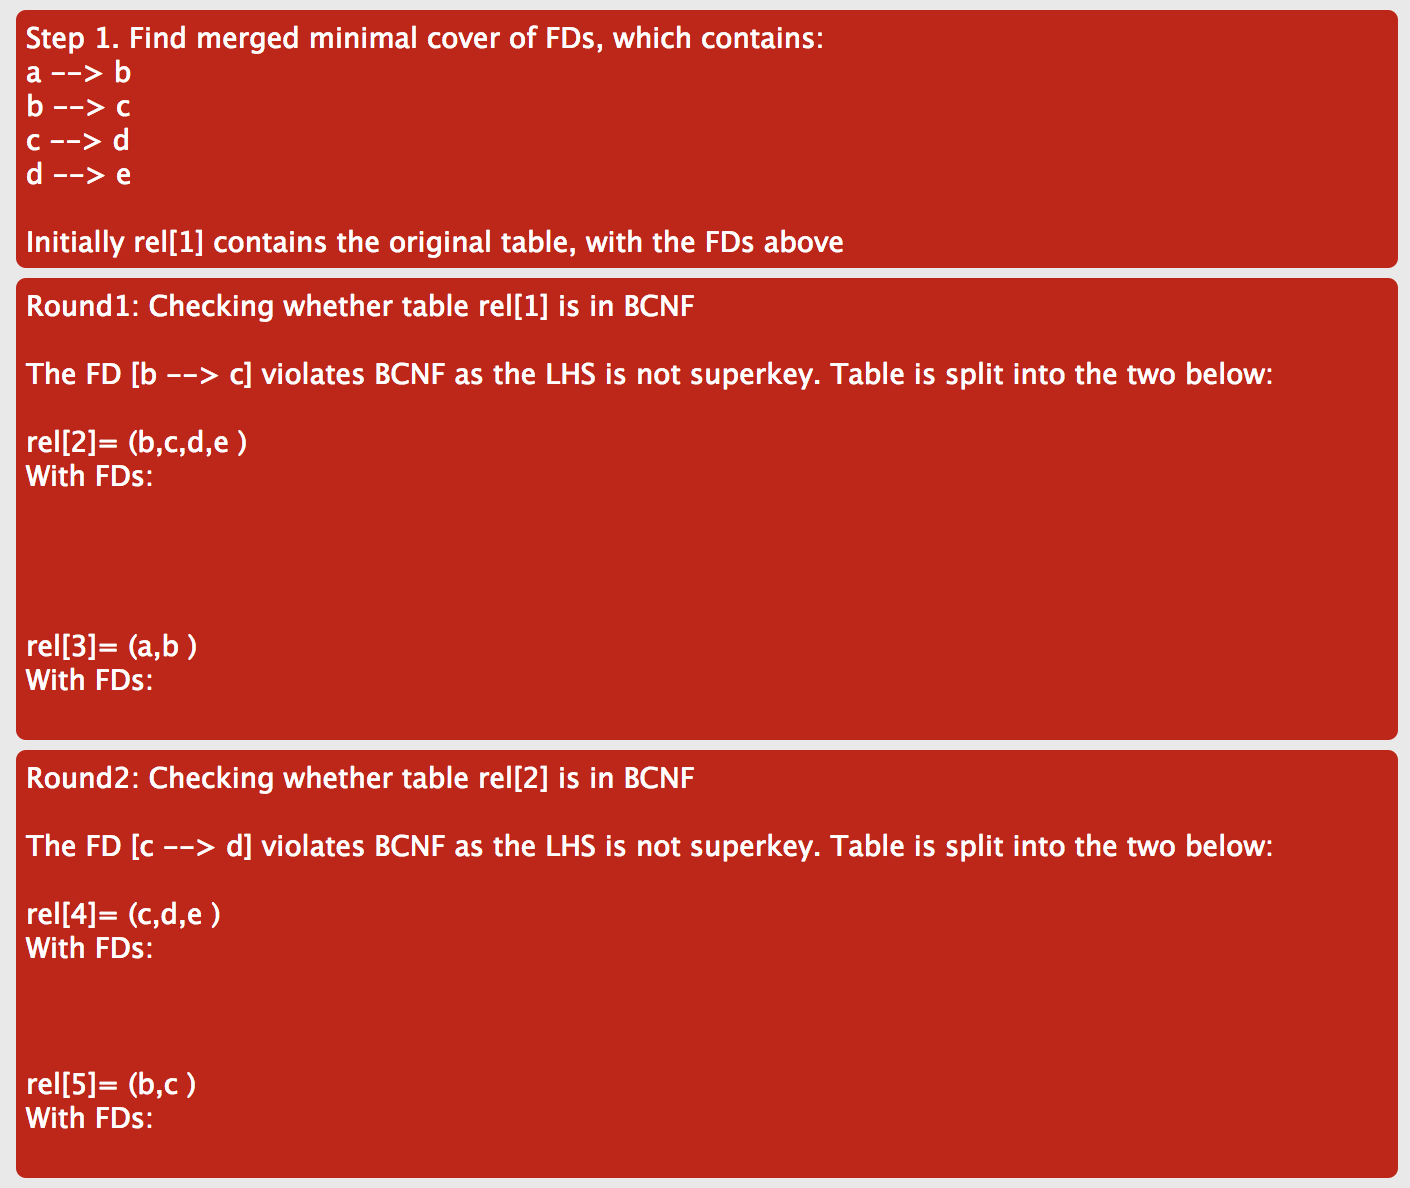 Step 1. Find merged minimal cover of FDs, which contains:
a --> b
b --> c
c --> d
d --> e
Initially rel[1] contains the original table, with the FDs above
Round1: Checking whether table rel[1] is in BCNF
The FD [b --> c] violates BCNF as the LHS is not superkey. Table is split into the two below:
rel[2]= (b,c,d,e )
With FDs:
rel[3]= (a,b )
With FDs:
Round2: Checking whether table rel[2] is in BCNF
The FD [c --> d] violates BCNF as the LHS is not superkey. Table is split into the two below:
rel[4]= (c,d,e )
With FDs:
rel[5]= (b,c )
With FDs: